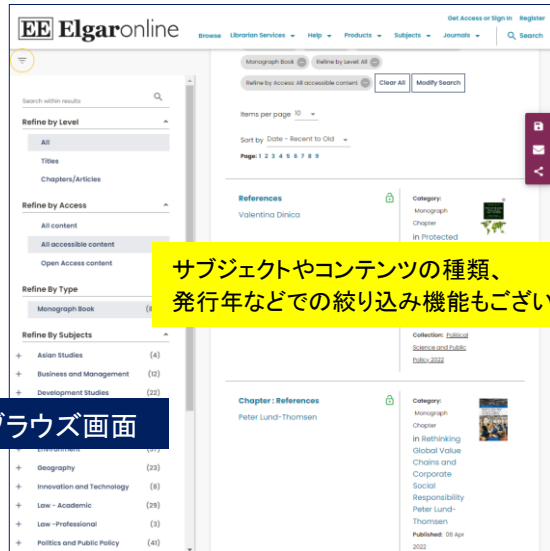 EE Elgaronline
Get Access or Sign In Register
Browse Librarian Services Help Products Subjects Journals Search
Search within results
Refine by Level
All
Titles
Chapters/Articles
Refine by Access
All content
All accessible content
Open Access content
Refine By Type
Monograph Book
Refine By Subjects
+ Asian Studies (4)
+ Business and Management (12)
+ Development Studies (22)
+ Geography (23)
+ Innovation and Technology (8)
+ Law - Academic (29)
+ Law -Professional (3)
+ Politics and Public Policy (41)
Monograph Book Refine by Level: All
Refine by Access: All accessible content Clear All Modify Search
Items per page 10
Sort by Date - Recent to Old
Page: 1 2 3 4 5 6 7 8 9
References
Valentina Dinica
Category:
Monograph
Chapter
in Protected
サブジェクトやコンテンツの種類、
発行年などでの絞り込み機能もござい
Collection: Political
Science and Public
Policy 2022
ブラウズ画面
Chapter : References
Peter Lund-Thomsen
Category:
Monograph
Chapter
in Rethinking
Global Value
Chains and
Corporate
Social
Responsibility
Peter Lund-
Thomsen
Published: 08 Apr
2022